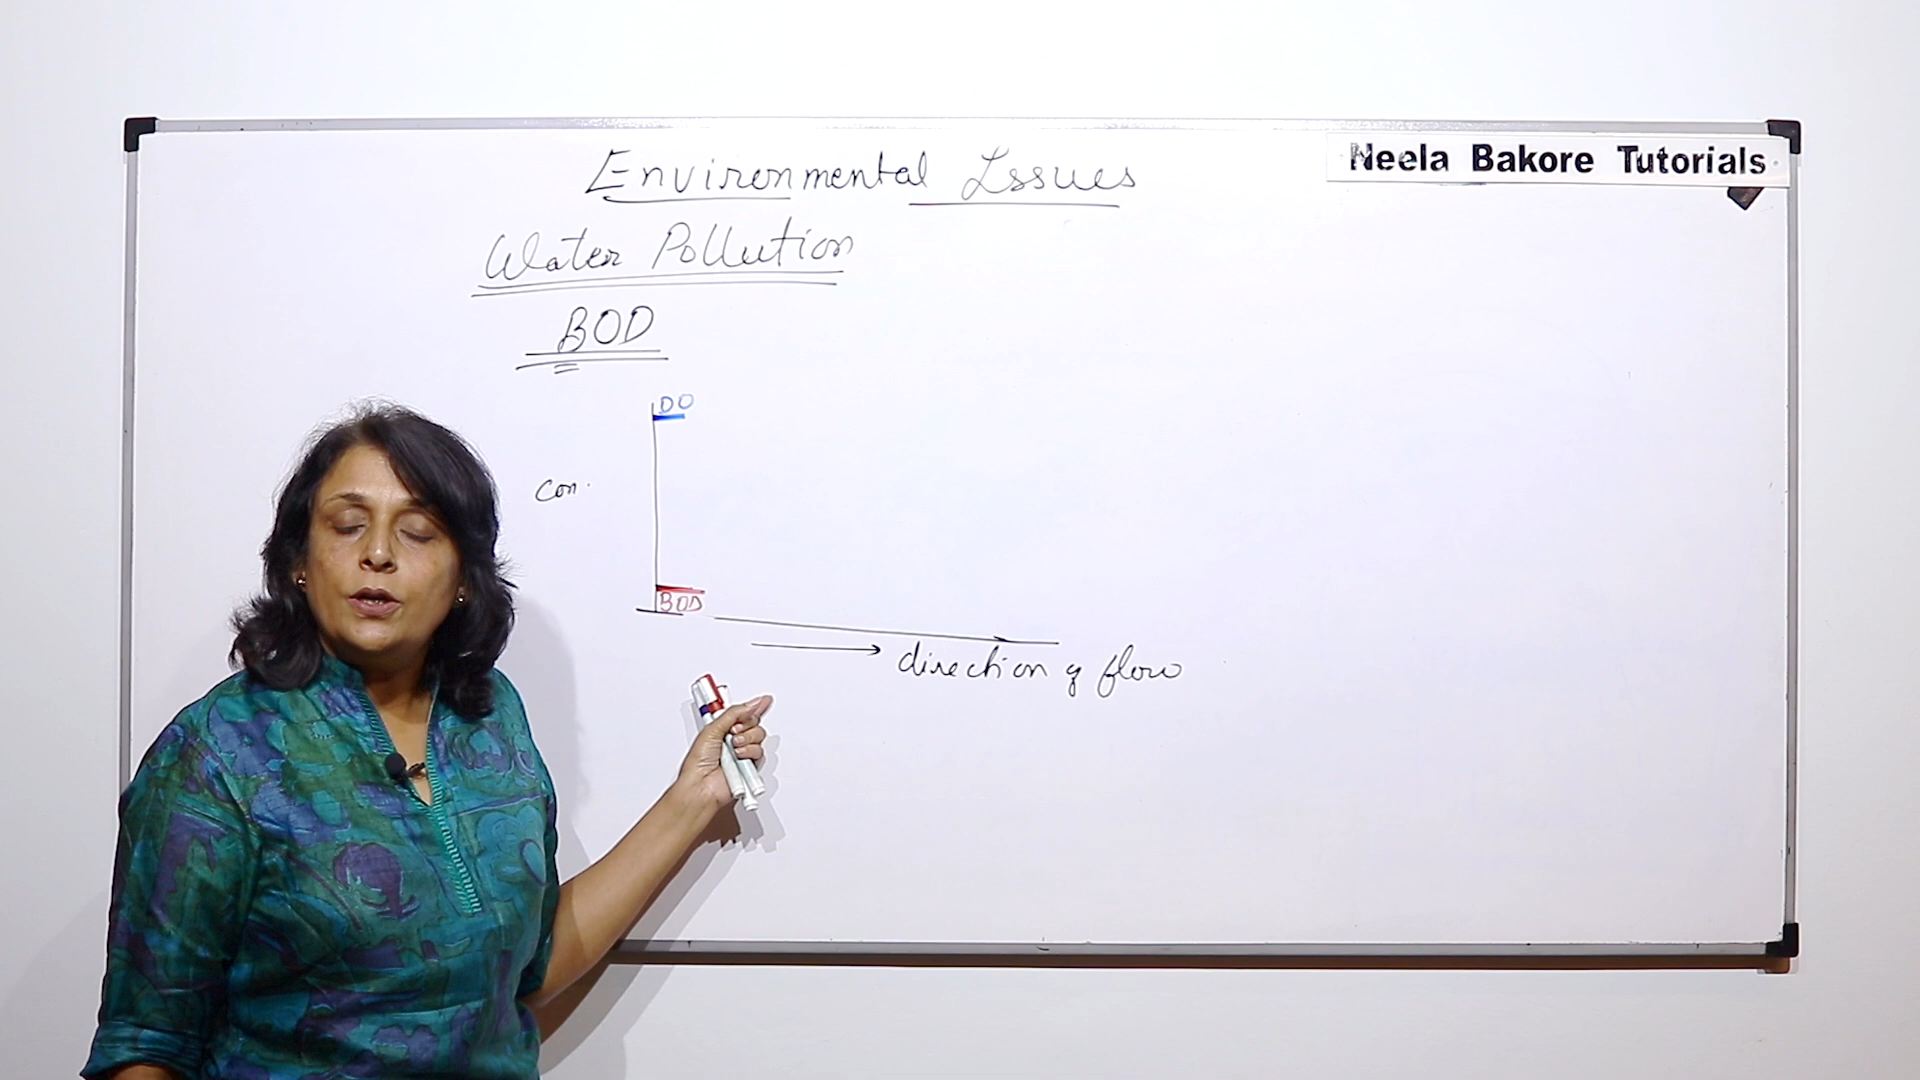 Neela Bakore Tutorials
Environmental Issues
Water Pollution
BOD
DO
Con.
BOD
direction of flow